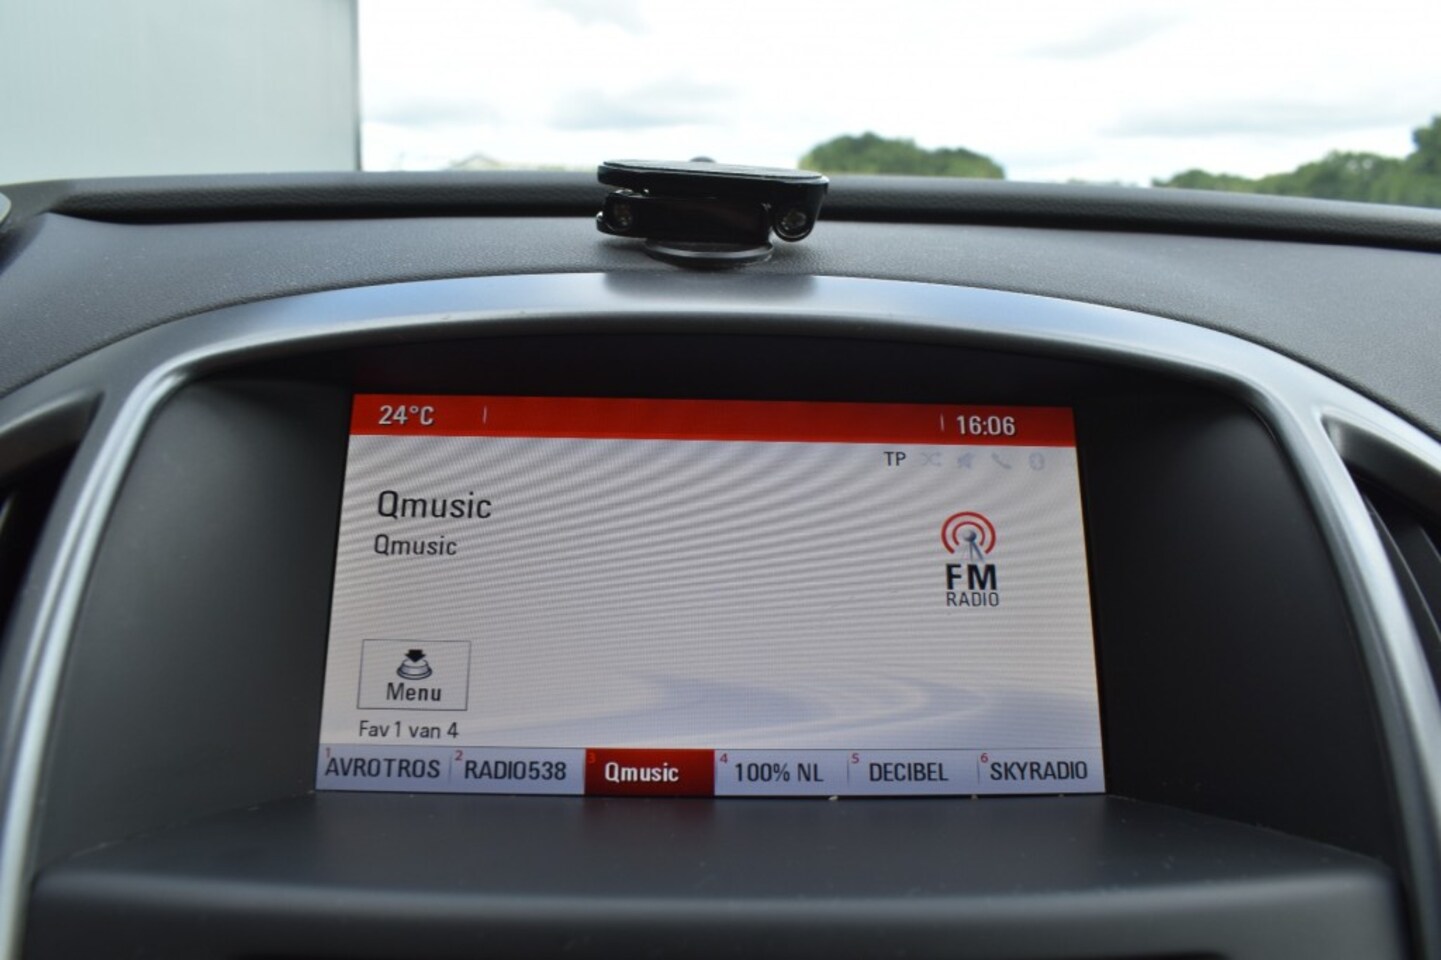 24°C
16:06
TP
Qmusic
Qmusic
FM
RADIO
Menu
Fav 1 van 4
1 AVROTROS 2 RADIO538 3 Qmusic 4 100% NL 5 DECIBEL 6 SKYRADIO